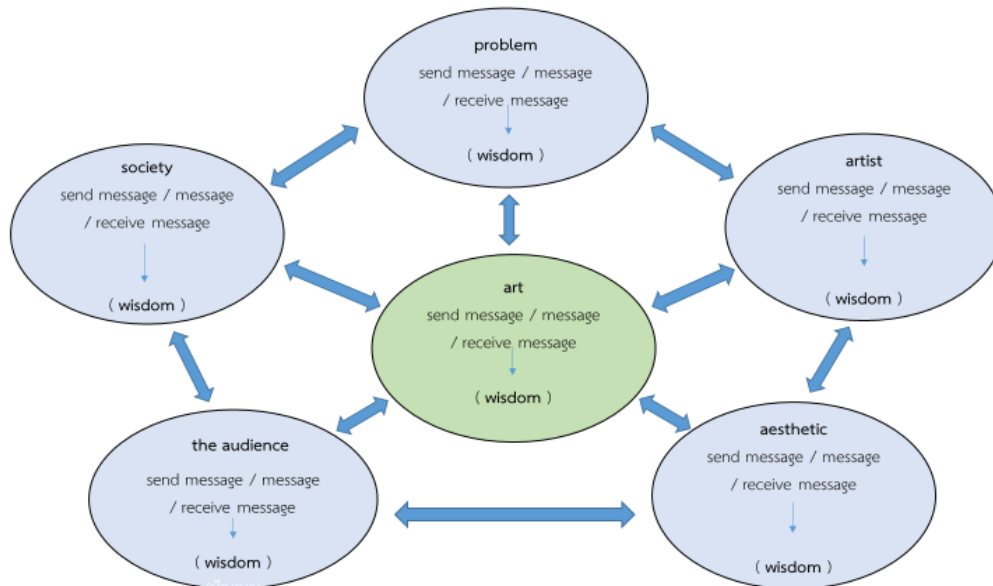 problem
send message / message
/ receive message
( wisdom )
society
send message / message
/ receive message
( wisdom )
artist
send message / message
/ receive message
( wisdom )
art
send message / message
/ receive message
( wisdom )
the audience
send message / message
/ receive message
( wisdom )
aesthetic
send message / message
/ receive message
( wisdom )